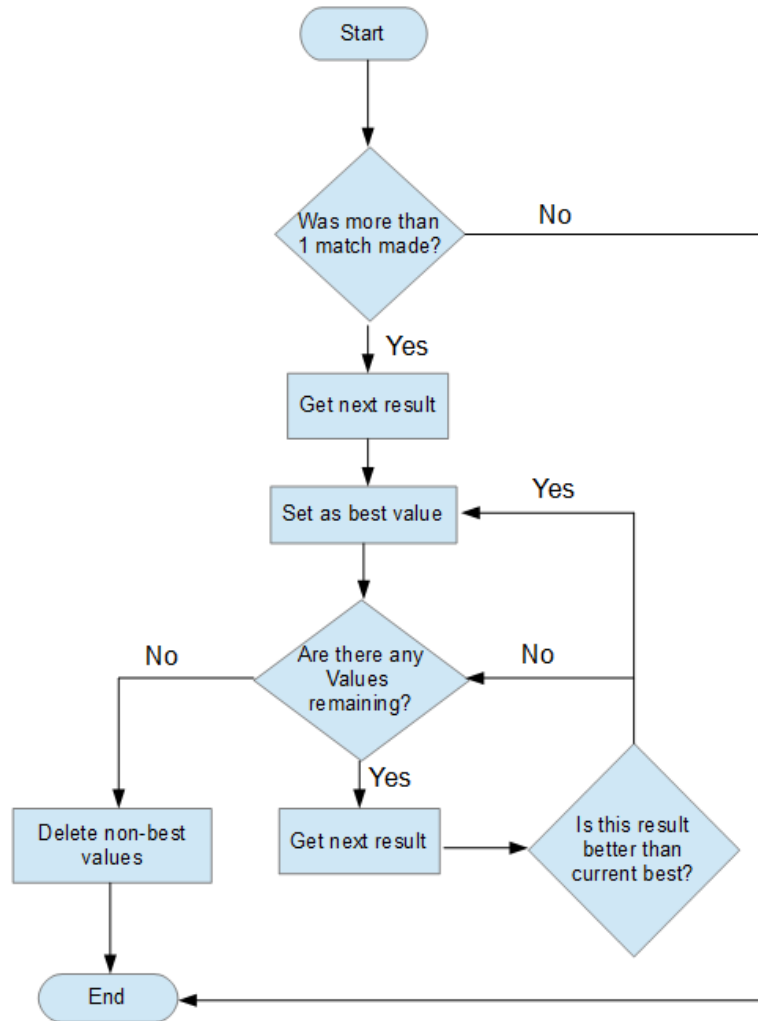 Start
Was more than
1 match made?
No
Yes
Get next result
Set as best value
Yes
Are there any
Values
remaining?
No
No
Yes
Get next result
Is this result
better than
current best?
Delete non-best
values
End